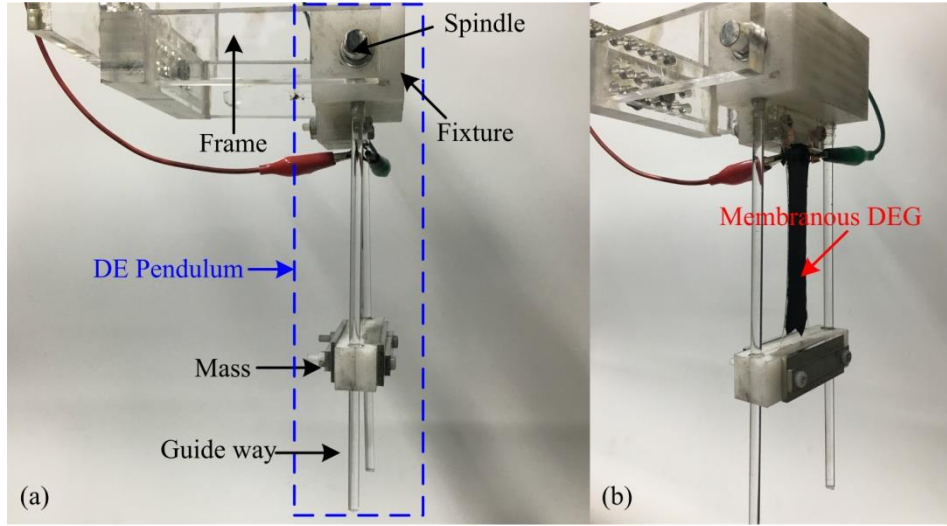 Spindle
Frame
Fixture
Membranous DEG
DE Pendulum
Mass
Guide way
(a)
(b)